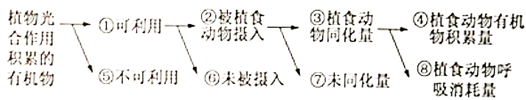 植物光
合作用
积累的
有机物
①可利用
⑤不可利用
②被植食
动物摄入
⑥未被摄入
③植食动
物同化量
⑦未同化量
④植食动物有机
物积累量
⑧植食动物呼
吸消耗量